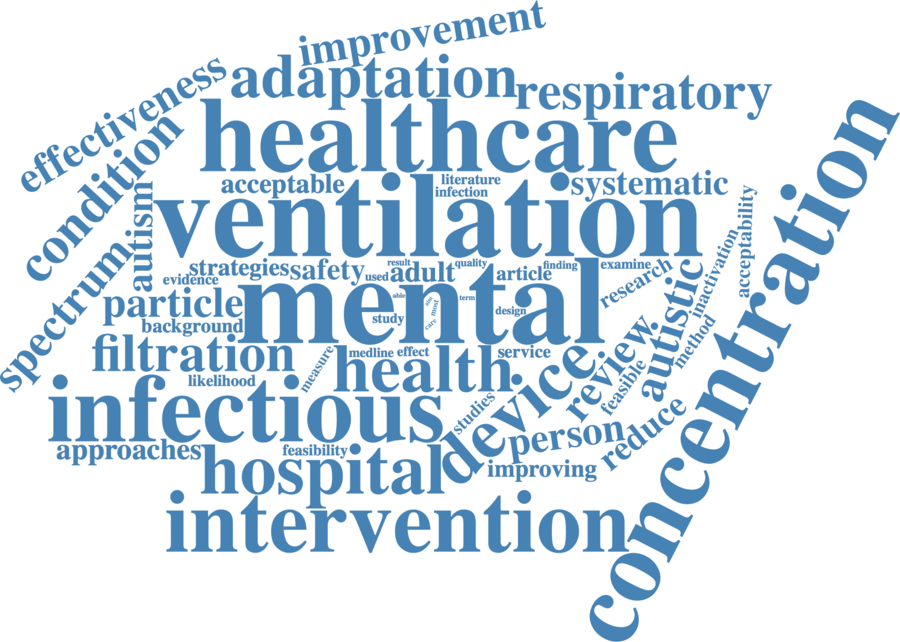 improvement
adaptation
respiratory
effectiveness
healthcare
condition
concentration
acceptable
literature
infection
systematic
autism
ventilation
acceptability
spectrum
strategies
safety
result
used
adult
quality
article
finding
examine
evidence
research
inactivation
autistic
particle
mental
able
aim
most
term
care
study
design
background
filtration
measure
medline
effect
service
review
method
likelihood
health
device
feasible
infectious
studies
person
reduce
approaches
feasibility
hospital
improving
intervention